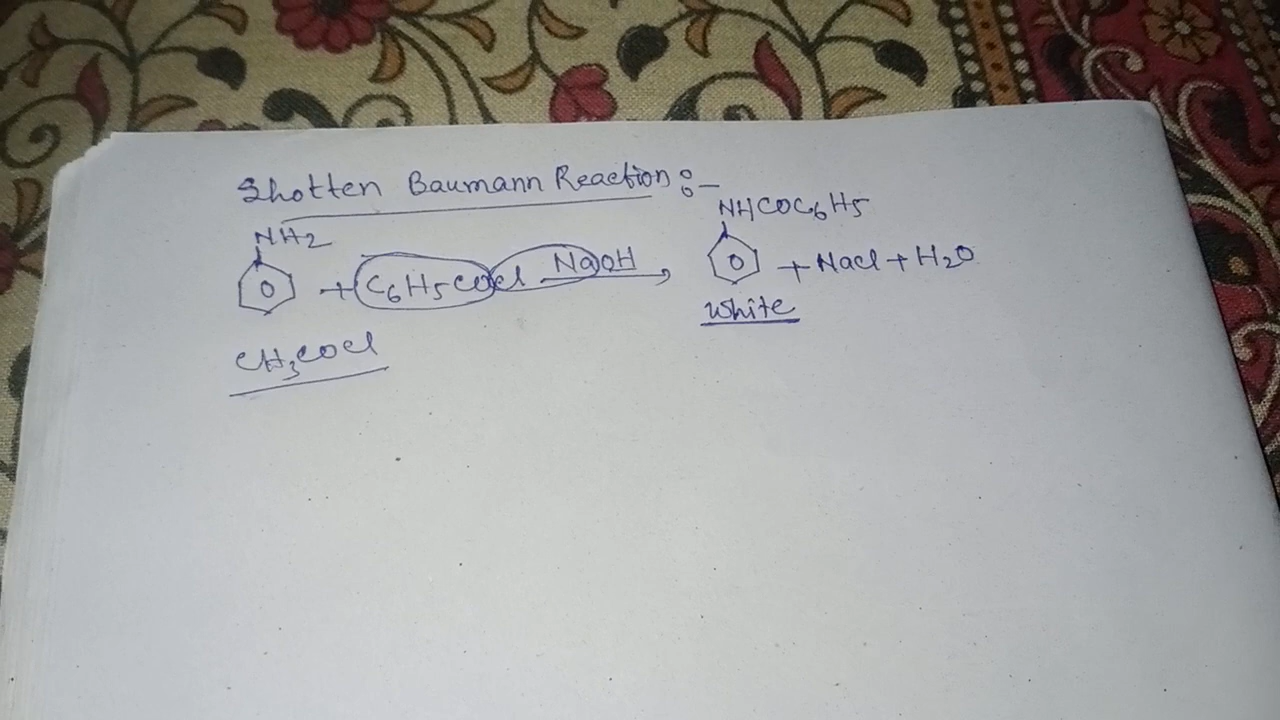 Shotten Baumann Reaction :-
NH2 + C6H5COCl NaOH → NHCOC6H5 + NaCl + H2O
White
CH3COCl